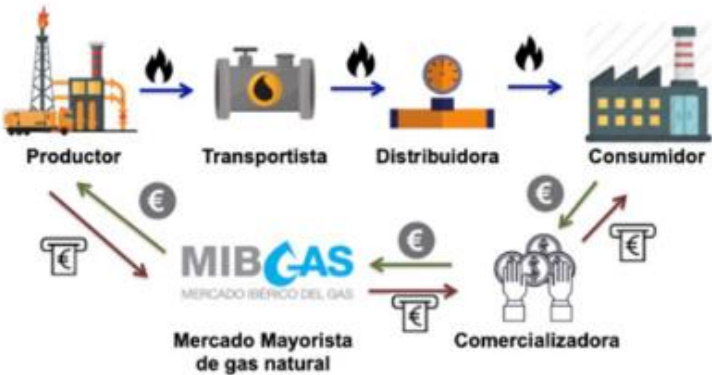 Productor
Transportista
Distribuidora
Consumidor
€
€
€
€
MIBGAS
MERCADO IBÉRICO DEL GAS
€
€
Mercado Mayorista
de gas natural
Comercializadora